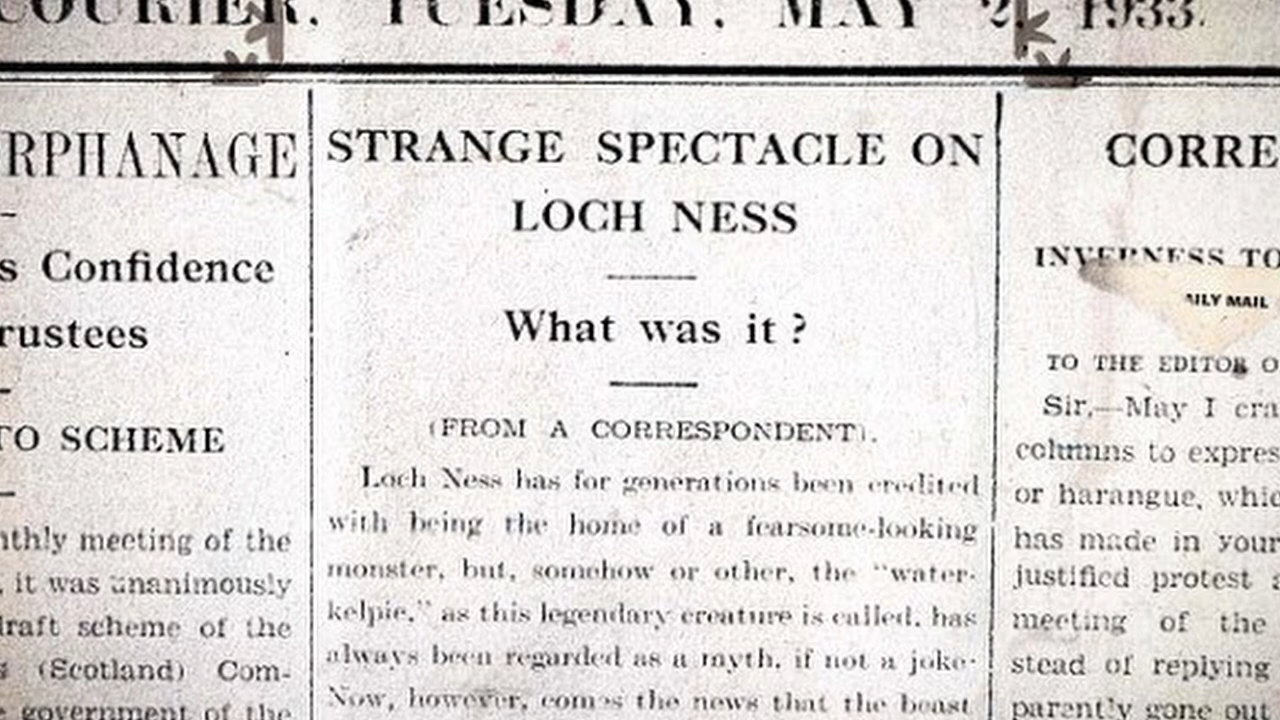 COURIER, TUESDAY, MAY 2, 1933.
RPHANAGE
s Confidence
rustees
TO SCHEME
nthly meeting of the
, it was unanimously
draft scheme of the
s (Scotland) Com-
government of the
STRANGE SPECTACLE ON
LOCH NESS
What was it?
(FROM A CORRESPONDENT).
Loch Ness has for generations been credited
with being the home of a fearsome-looking
monster, but, somehow or other, the "water-
kelpie," as this legendary creature is called, has
always been regarded as a myth, if not a joke.
Now, however, comes the news that the beast
CORRE
INVERNESS TO
AILY MAIL
TO THE EDITOR O
Sir,—May I cra
columns to expres
or harangue, whic
has made in your
justified protest a
meeting of the
stead of replying
parently gone out